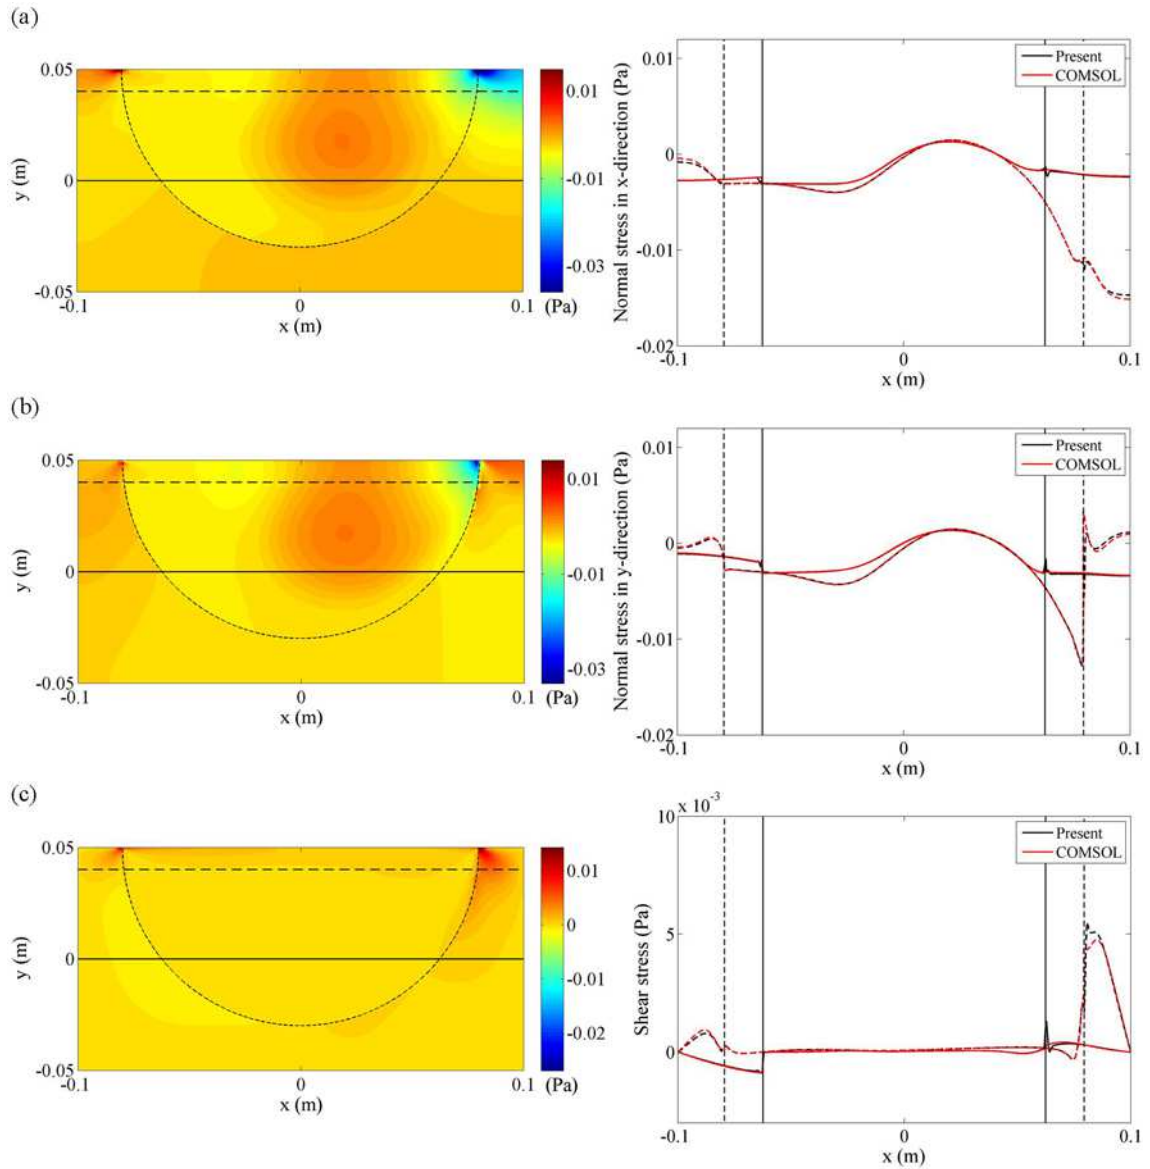 (a)
0.05
0
-0.05
y (m)
-0.1
0
0.1
x (m)
0.01
-0.01
-0.03
(Pa)
0.01
0
-0.01
-0.02
Normal stress in x-direction (Pa)
-0.1
0
0.1
x (m)
Present
COMSOL
(b)
0.05
0
-0.05
y (m)
-0.1
0
0.1
x (m)
0.01
-0.01
-0.03
(Pa)
0.01
0
-0.01
-0.02
Normal stress in y-direction (Pa)
-0.1
0
0.1
x (m)
Present
COMSOL
(c)
0.05
0
-0.05
y (m)
-0.1
0
0.1
x (m)
0.01
0
-0.01
-0.02
(Pa)
10 x 10⁻³
5
0
Shear stress (Pa)
-0.1
0
0.1
x (m)
Present
COMSOL